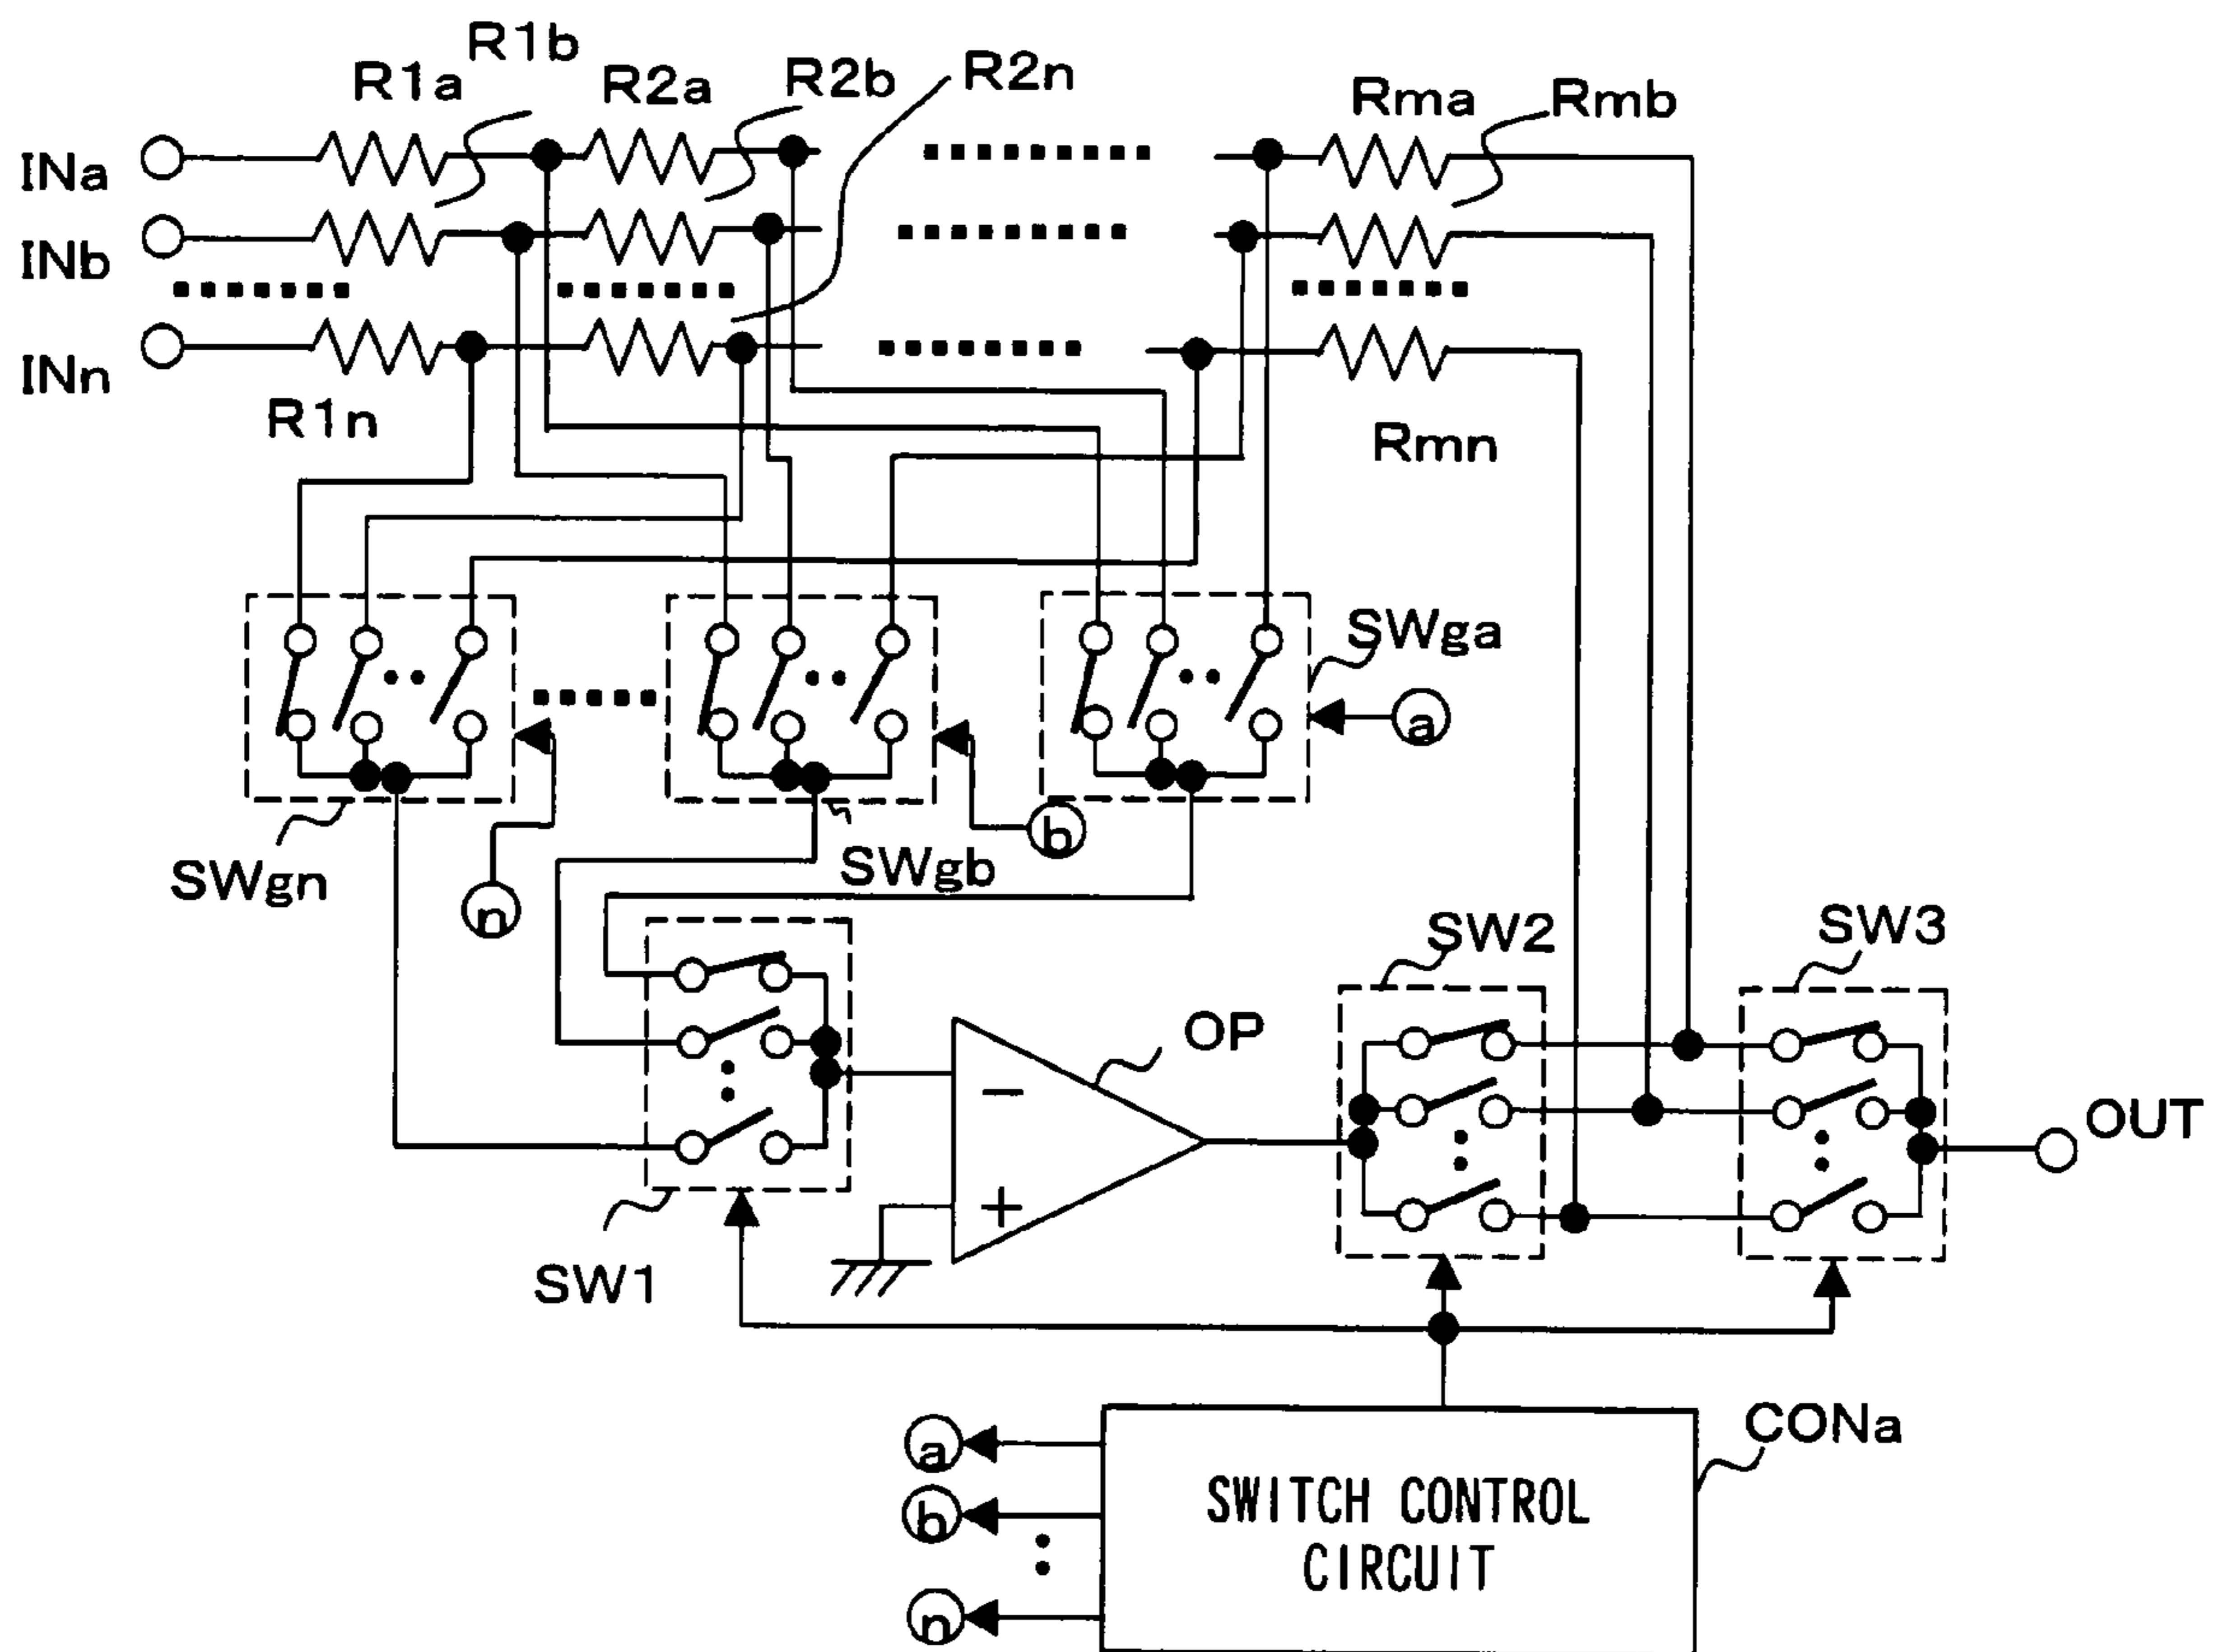 R1b
R1a
R2a
R2b
R2n
Rma
Rmb
INa
INb
INn
R1n
Rmn
SWga
a
b
SWgn
SWgb
n
SW2
SW3
OP
−
+
OUT
SW1
CONa
a
b
n
SWITCH CONTROL
CIRCUIT